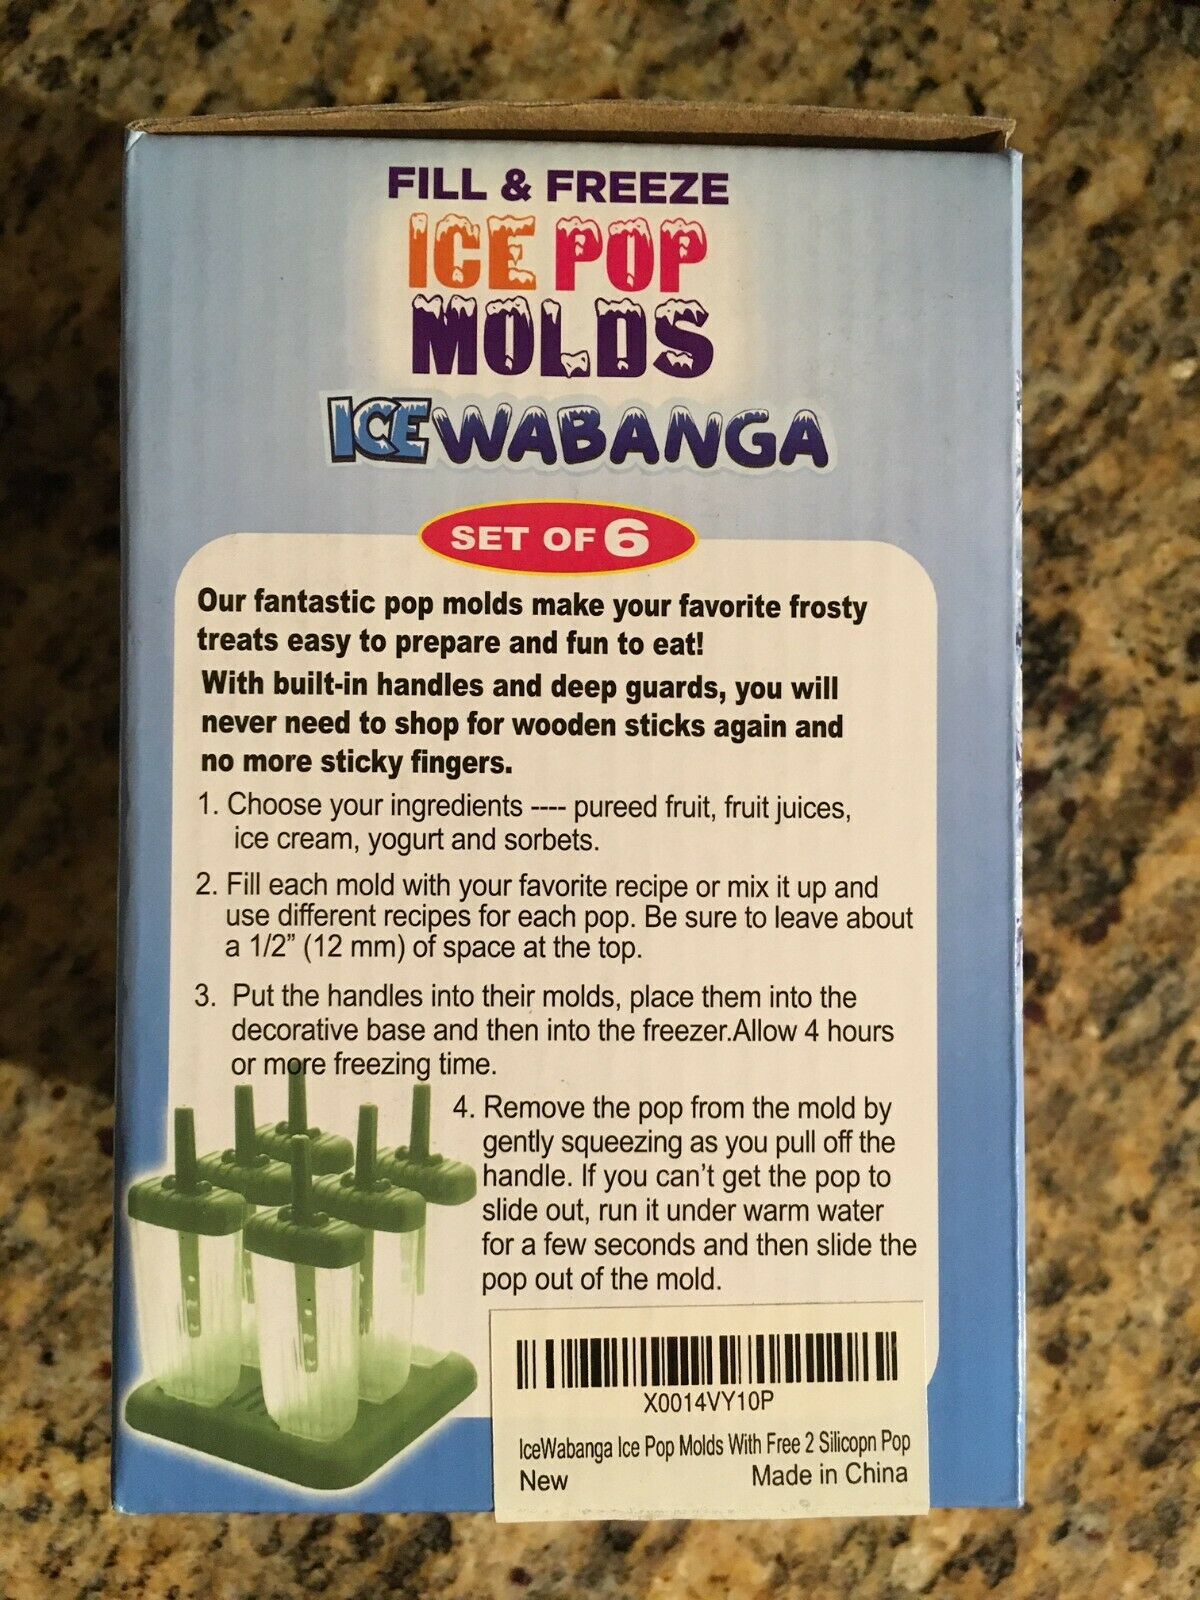 FILL & FREEZE
ICE POP
MOLDS
ICEWABANGA
SET OF 6
Our fantastic pop molds make your favorite frosty
treats easy to prepare and fun to eat!
With built-in handles and deep guards, you will
never need to shop for wooden sticks again and
no more sticky fingers.
1. Choose your ingredients ---- pureed fruit, fruit juices,
ice cream, yogurt and sorbets.
2. Fill each mold with your favorite recipe or mix it up and
use different recipes for each pop. Be sure to leave about
a 1/2" (12 mm) of space at the top.
3. Put the handles into their molds, place them into the
decorative base and then into the freezer.Allow 4 hours
or more freezing time.
4. Remove the pop from the mold by
gently squeezing as you pull off the
handle. If you can't get the pop to
slide out, run it under warm water
for a few seconds and then slide the
pop out of the mold.
X0014VY10P
IceWabanga Ice Pop Molds With Free 2 Silicopn Pop
New Made in China